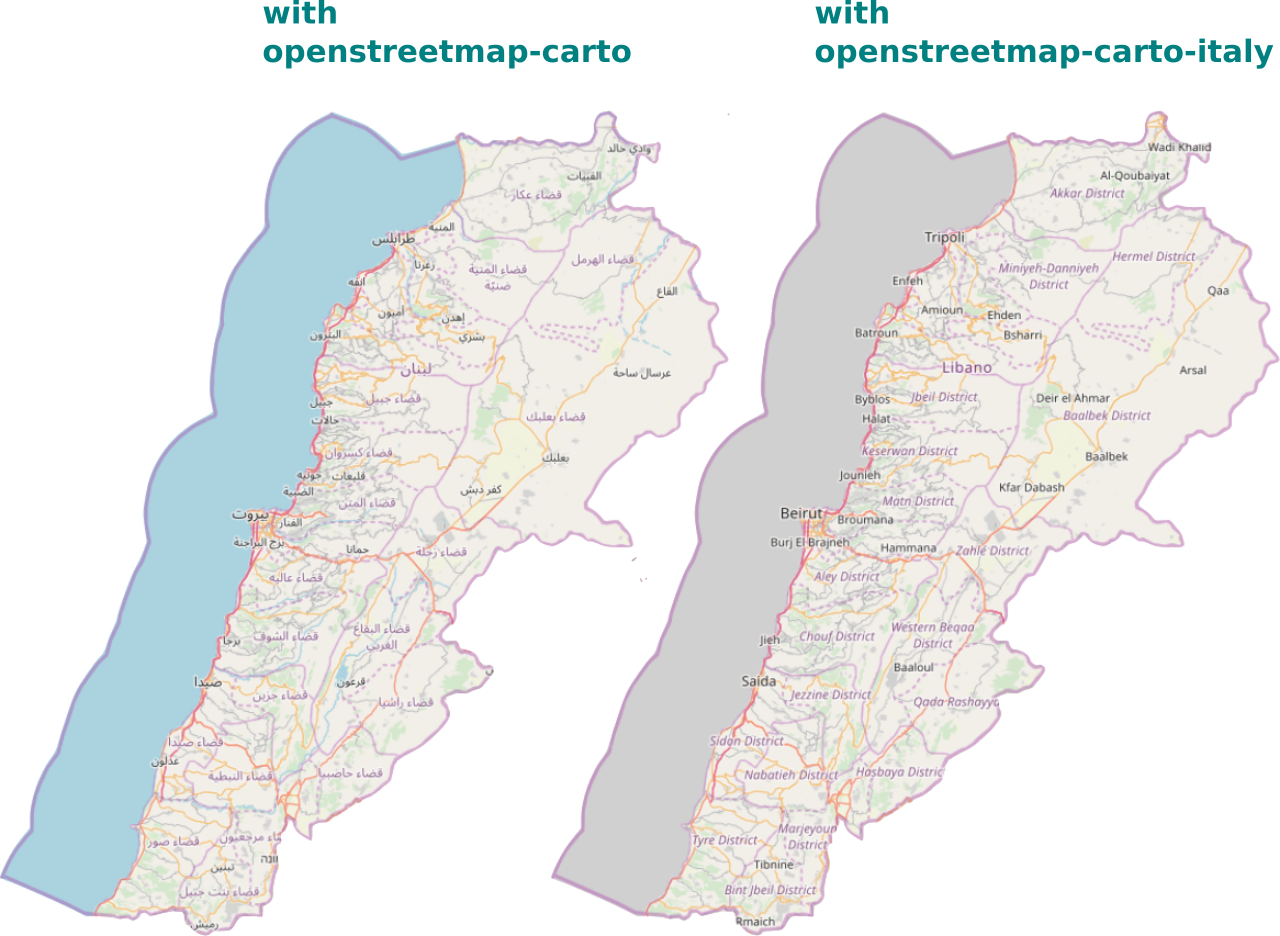 with
openstreetmap-carto
with
openstreetmap-carto-italy
وادي خالد
القبيات
قضاء عكار
المنية
طرابلس
قضاء الهرمل
زغرتا
قضاء المنية
ضنيّة
انفه
القاع
أميون
اهدن
البترون
بشري
لبنان
عرسال ساحة
قضاء جبيل
جبيل
حالات
قضاء بعلبك
قضاء كسروان
بعلبك
جونيه
قليعات
الضبية
كفر دبش
قضاء المتن
بيروت
الفنار
برج البراجنة
حمانا
قضاء زحلة
قضاء عاليه
قضاء البقاع
الغربي
قضاء الشوف
برجا
صيدا
قرعون
قضاء جزين
قضاء راشيا
قضاء صيدا
عدلون
قضاء النبطية
قضاء حاصبيا
قضاء صور
مرجعيون
تبنين
قضاء بنت جبيل
رميش
Wadi Khalid
Al-Qoubaiyat
Akkar District
Tripoli
Hermel District
Miniyeh-Danniyeh
District
Enfeh
Qaa
Amioun
Ehden
Batroun
Bsharri
Libano
Arsal
Byblos
Jbeil District
Deir el Ahmar
Halat
Baalbek District
Keserwan District
Baalbek
Jounieh
Kfar Dabash
Matn District
Beirut
Broumana
Burj El Brajneh
Hammana
Zahlé District
Aley District
Western Beqaa
District
Jieh
Chouf District
Baaloul
Saida
Jezzine District
Qada Rashayya
Sidon District
Nabatieh District
Hasbaya Distric
Marjeyoun
District
Tyre District
Tibnine
Bint Jbeil District
Rmaich